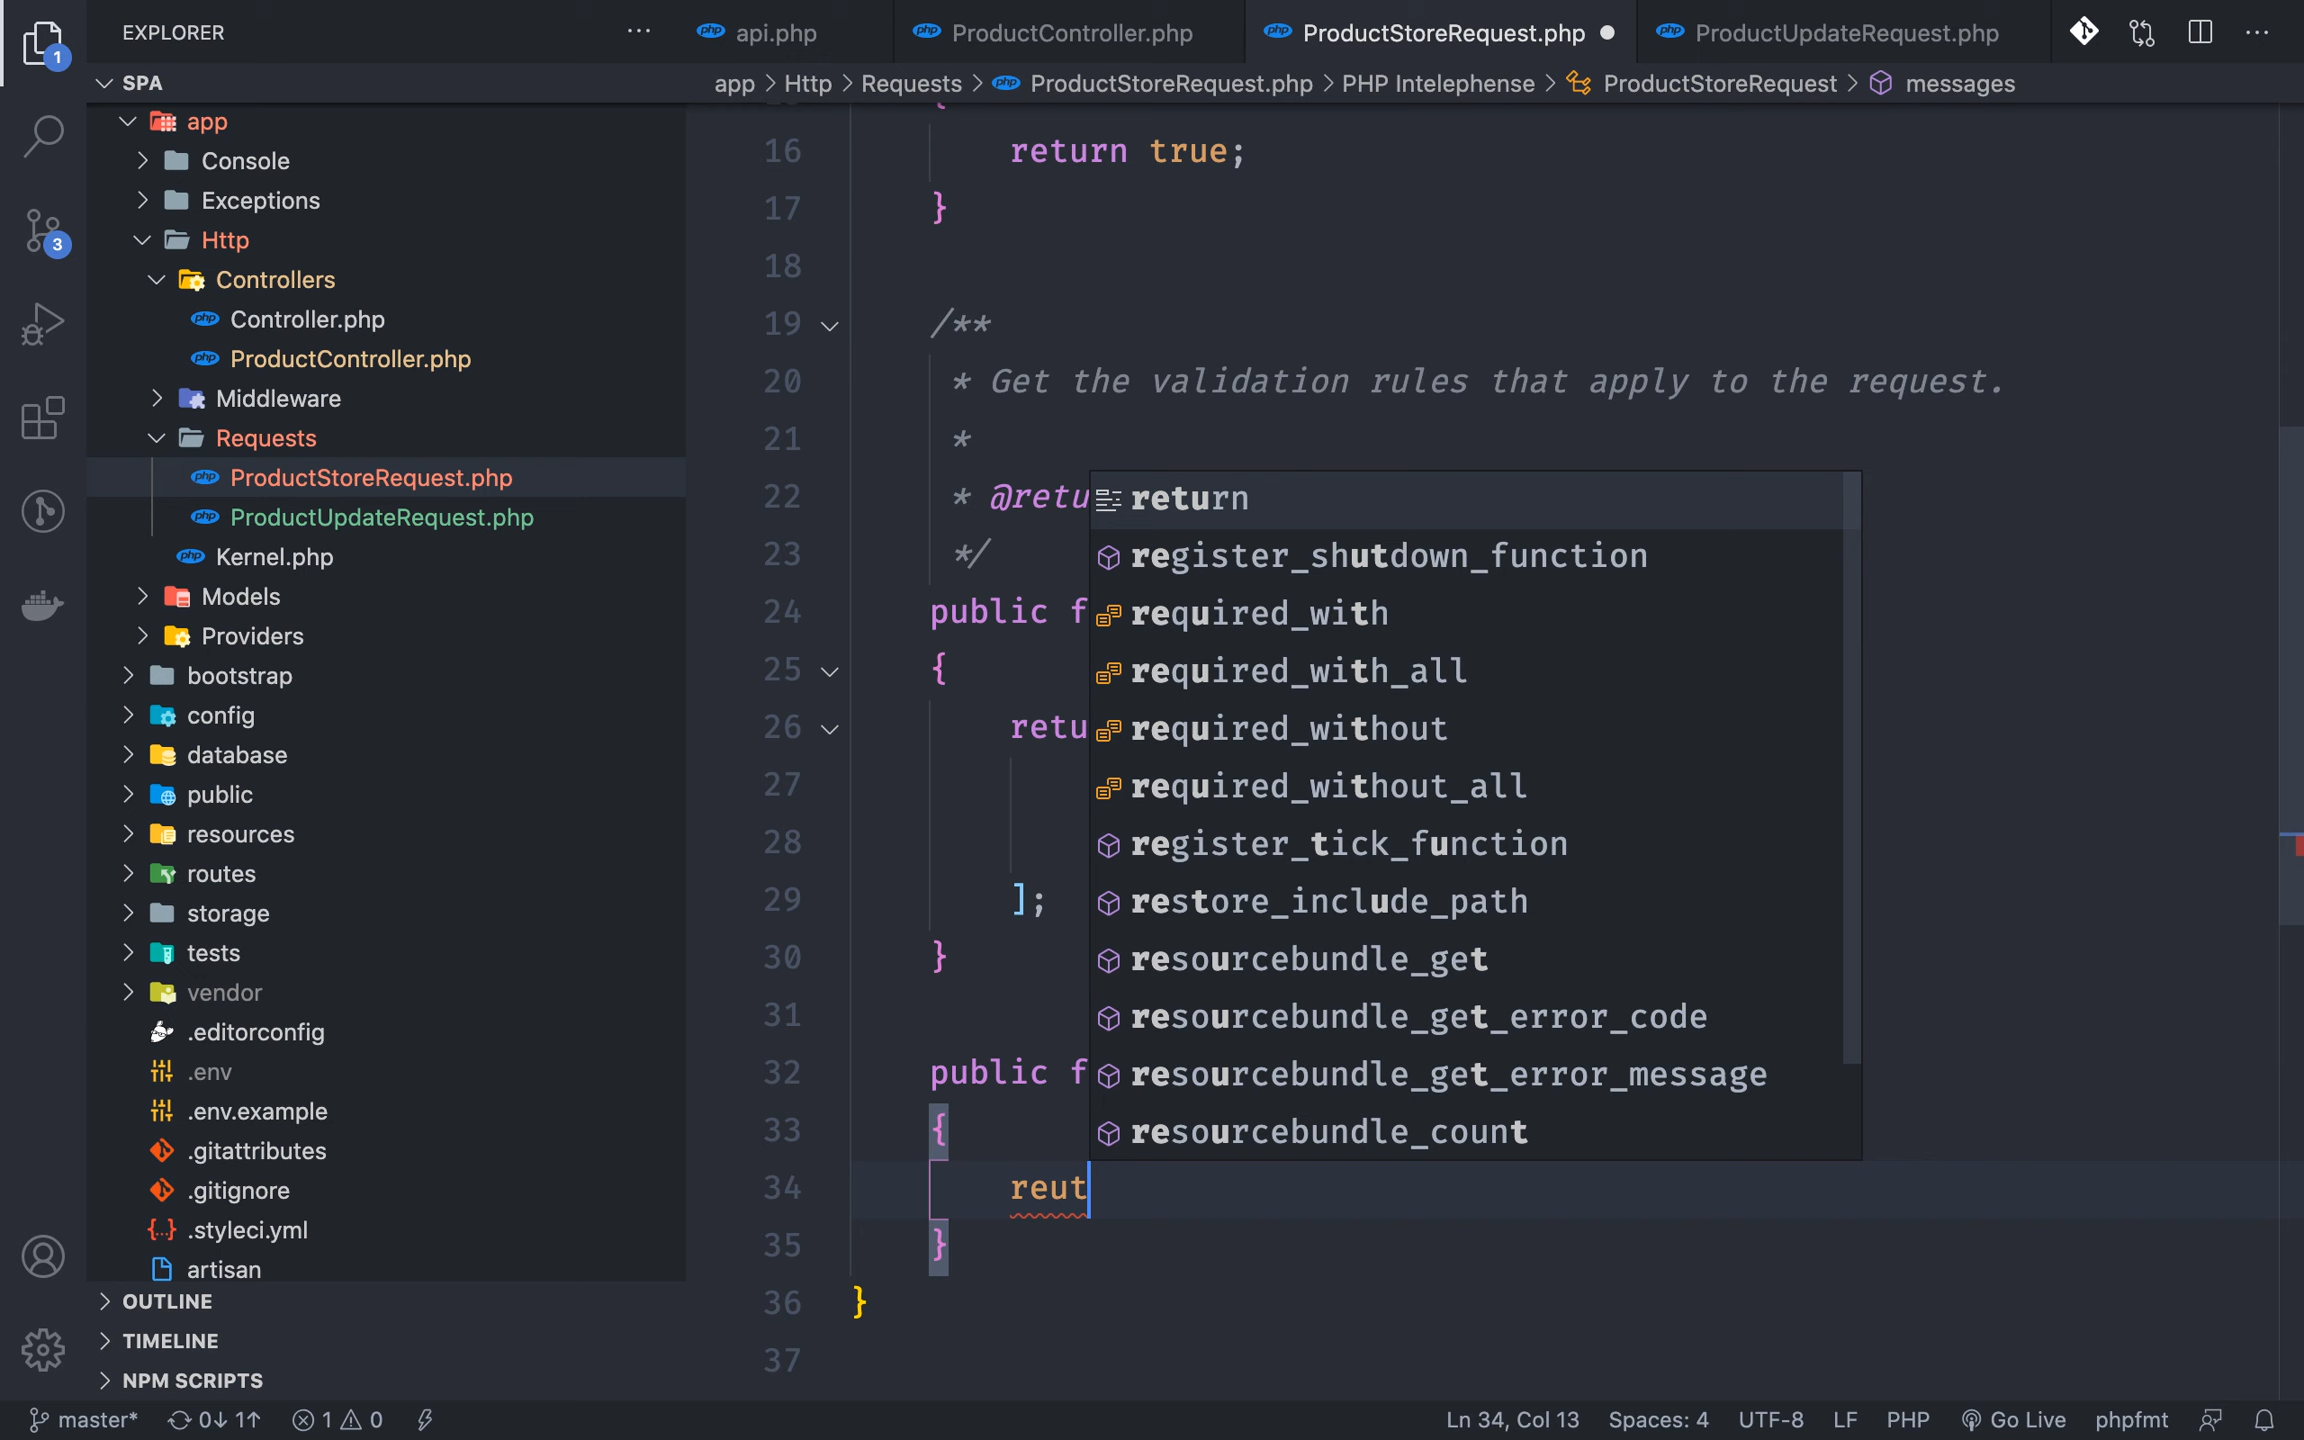 EXPLORER
api.php
ProductController.php
ProductStoreRequest.php
ProductUpdateRequest.php
SPA
app > Http > Requests > ProductStoreRequest.php > PHP Intelephense > ProductStoreRequest > messages
app
Console
Exceptions
Http
Controllers
Controller.php
ProductController.php
Middleware
Requests
ProductStoreRequest.php
ProductUpdateRequest.php
Kernel.php
Models
Providers
bootstrap
config
database
public
resources
routes
storage
tests
vendor
.editorconfig
.env
.env.example
.gitattributes
.gitignore
.styleci.yml
artisan
OUTLINE
TIMELINE
NPM SCRIPTS
1
3
16 return true;
17 }
18
19 /**
20 * Get the validation rules that apply to the request.
21 *
22 * @retu
23 */
24 public f
25 {
26 retu
27
28
29 ];
30 }
31
32 public f
33 {
34 reut
35 }
36 }
37
return
register_shutdown_function
required_with
required_with_all
required_without
required_without_all
register_tick_function
restore_include_path
resourcebundle_get
resourcebundle_get_error_code
resourcebundle_get_error_message
resourcebundle_count
master* 0↓ 1↑ 1 0
Ln 34, Col 13 Spaces: 4 UTF-8 LF PHP Go Live phpfmt